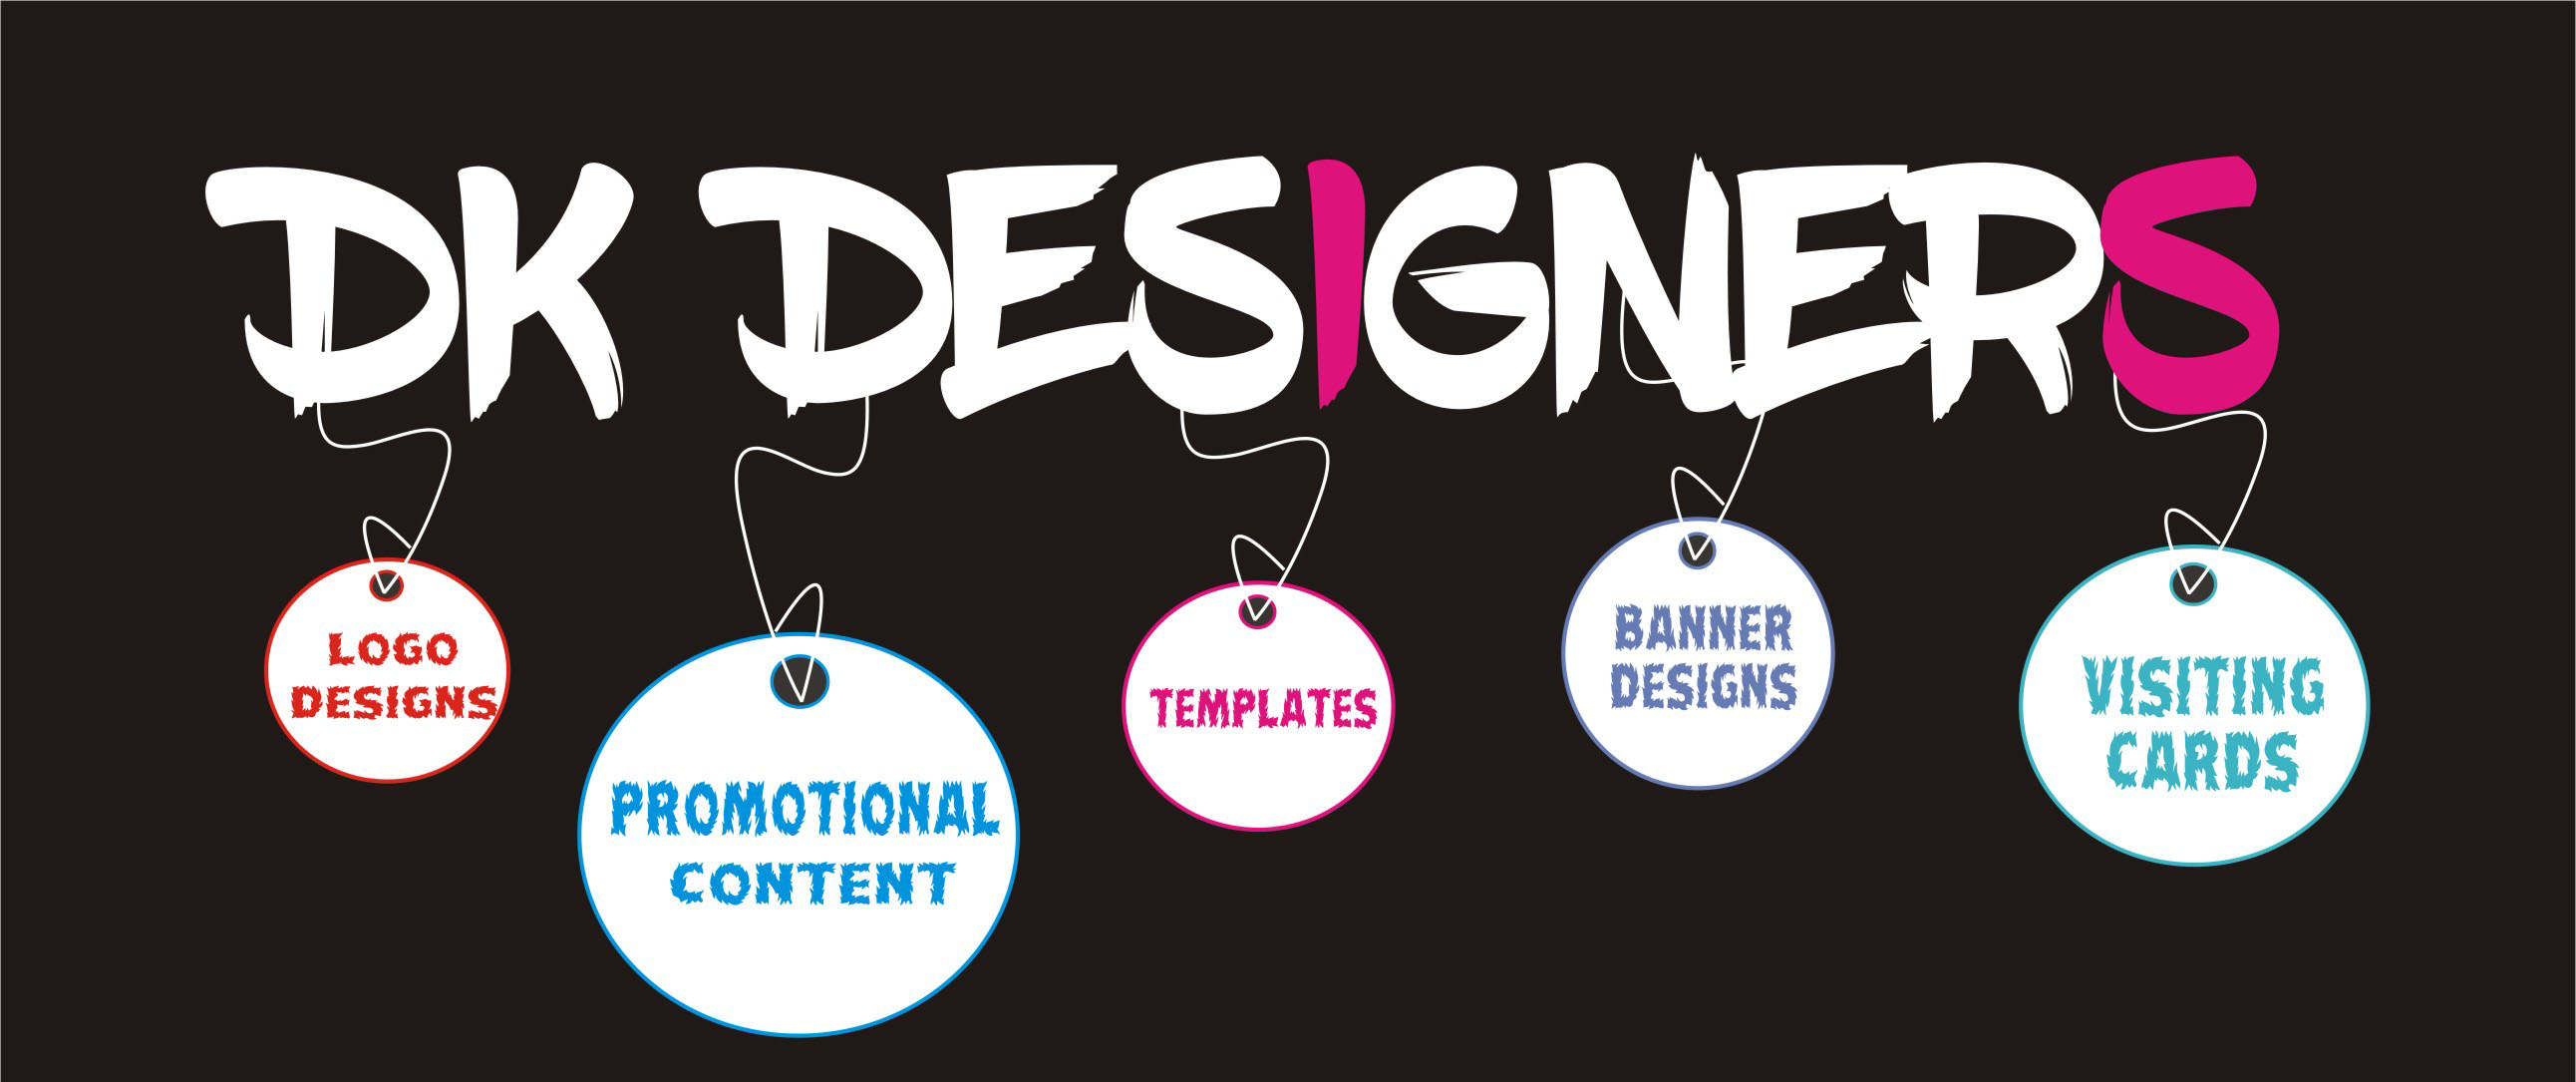 DK DESIGNERS
LOGO
DESIGNS
PROMOTIONAL
CONTENT
TEMPLATES
BANNER
DESIGNS
VISITING
CARDS